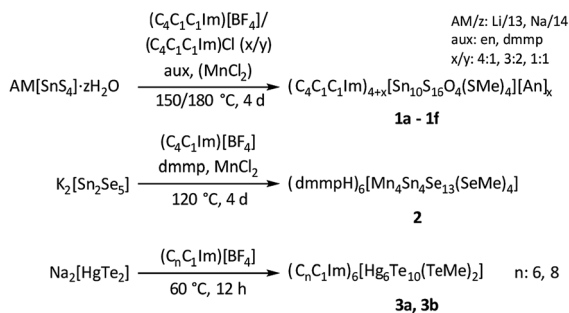 (C₄C₁C₁Im)[BF₄]/
(C₄C₁C₁Im)Cl (x/y)
aux, (MnCl₂)
AM/z: Li/13, Na/14
aux: en, dmmp
x/y: 4:1, 3:2, 1:1
AM[SnS₄]·zH₂O
150/180 °C, 4 d
(C₄C₁C₁Im)₄₊ₓ[Sn₁₀S₁₆O₄(SMe)₄][An]ₓ
1a - 1f
(C₄C₁Im)[BF₄]
dmmp, MnCl₂
K₂[Sn₂Se₅]
120 °C, 4 d
(dmmpH)₆[Mn₄Sn₄Se₁₃(SeMe)₄]
2
(CₙC₁Im)[BF₄]
Na₂[HgTe₂]
60 °C, 12 h
(CₙC₁Im)₆[Hg₆Te₁₀(TeMe)₂]
n: 6, 8
3a, 3b